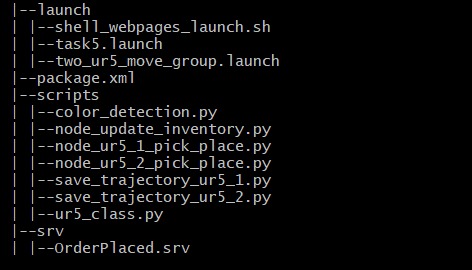 |--launch
| |--shell_webpages_launch.sh
| |--task5.launch
| |--two_ur5_move_group.launch
|--package.xml
|--scripts
| |--color_detection.py
| |--node_update_inventory.py
| |--node_ur5_1_pick_place.py
| |--node_ur5_2_pick_place.py
| |--save_trajectory_ur5_1.py
| |--save_trajectory_ur5_2.py
| |--ur5_class.py
|--srv
| |--OrderPlaced.srv